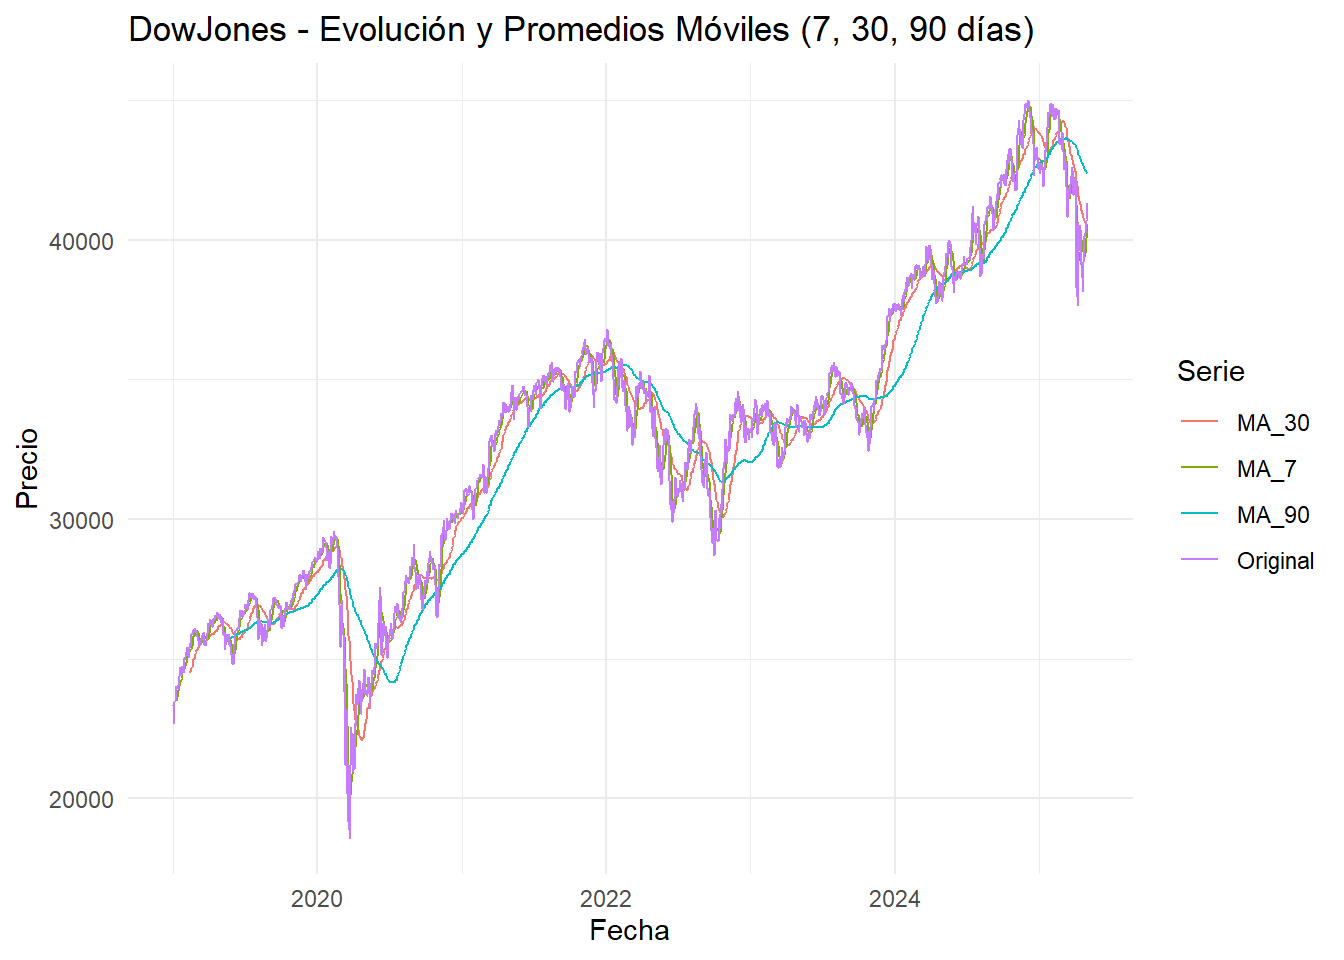 DowJones - Evolución y Promedios Móviles (7, 30, 90 días)
Precio
40000
30000
20000
2020
2022
2024
Fecha
Serie
MA_30
MA_7
MA_90
Original